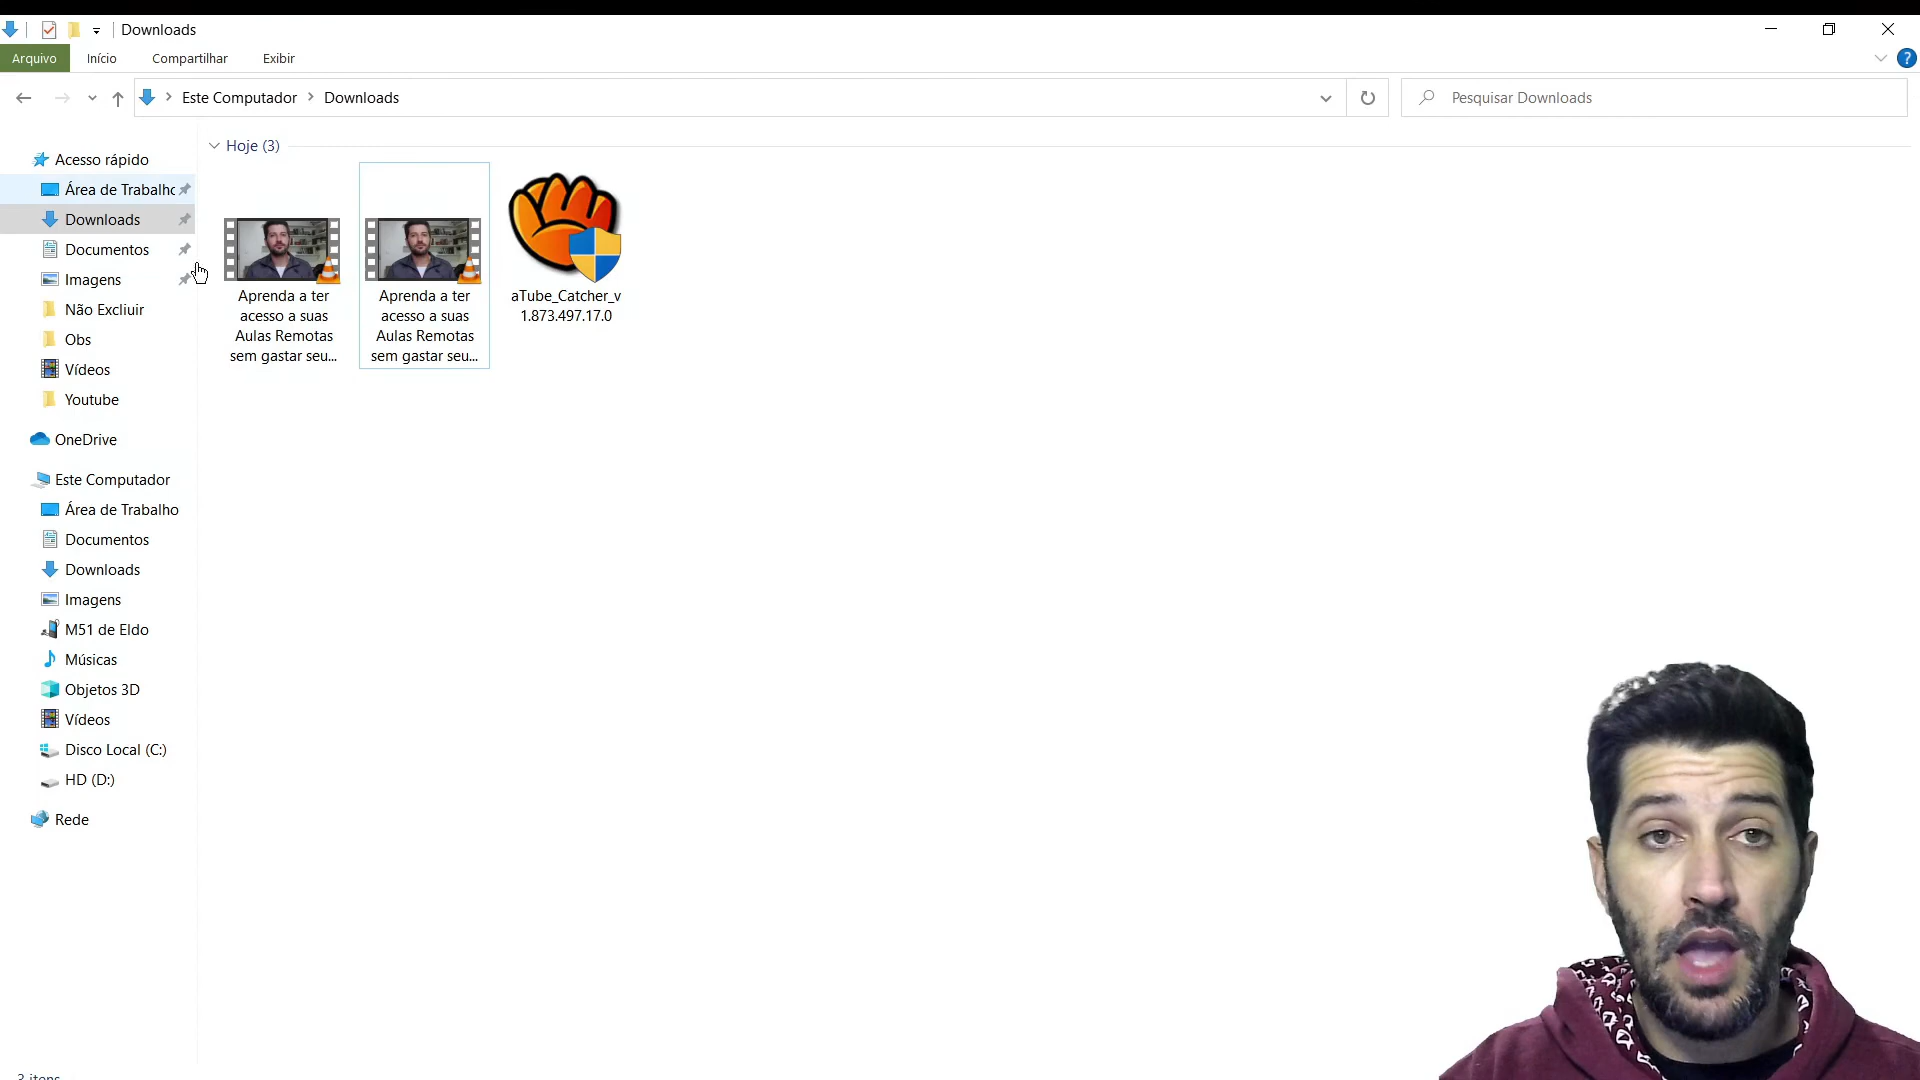 Downloads
Arquivo
Início
Compartilhar
Exibir
?
Este Computador
Downloads
Pesquisar Downloads
Acesso rápido
Área de Trabalhc
Downloads
Documentos
Imagens
Não Excliuir
Obs
Vídeos
Youtube
OneDrive
Este Computador
Área de Trabalho
Documentos
Downloads
Imagens
M51 de Eldo
Músicas
Objetos 3D
Vídeos
Disco Local (C:)
HD (D:)
Rede
Hoje (3)
Aprenda a ter
acesso a suas
Aulas Remotas
sem gastar seu...
Aprenda a ter
acesso a suas
Aulas Remotas
sem gastar seu...
aTube_Catcher_v
1.873.497.17.0
3 itens